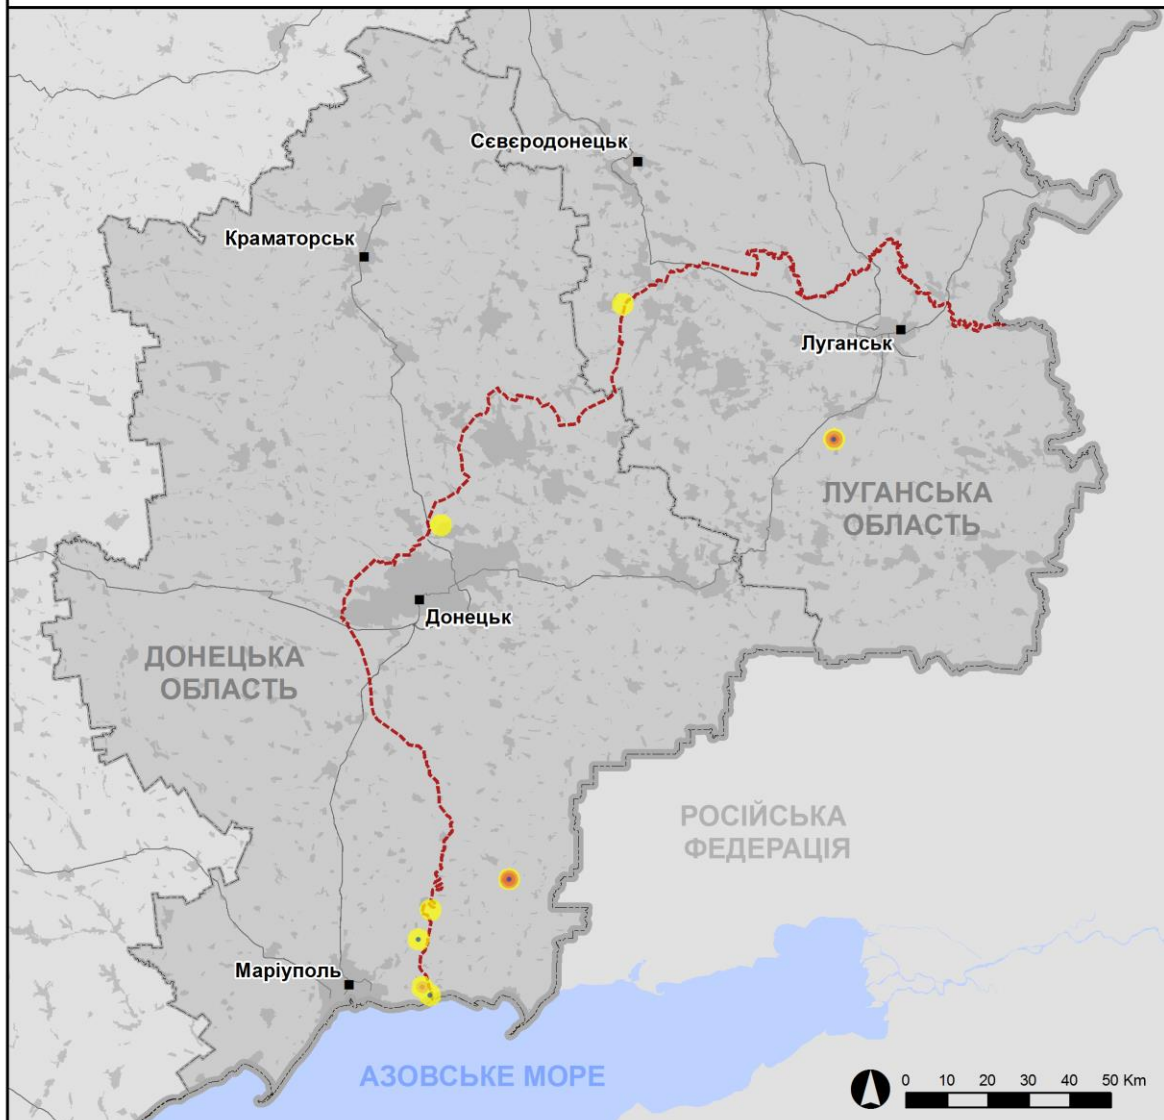 Сєвєродонецьк
Краматорськ
Луганськ
ЛУГАНСЬКА
ОБЛАСТЬ
Донецьк
ДОНЕЦЬКА
ОБЛАСТЬ
РОСІЙСЬКА
ФЕДЕРАЦІЯ
Маріуполь
АЗОВСЬКЕ МОРЕ
0 10 20 30 40 50 Km